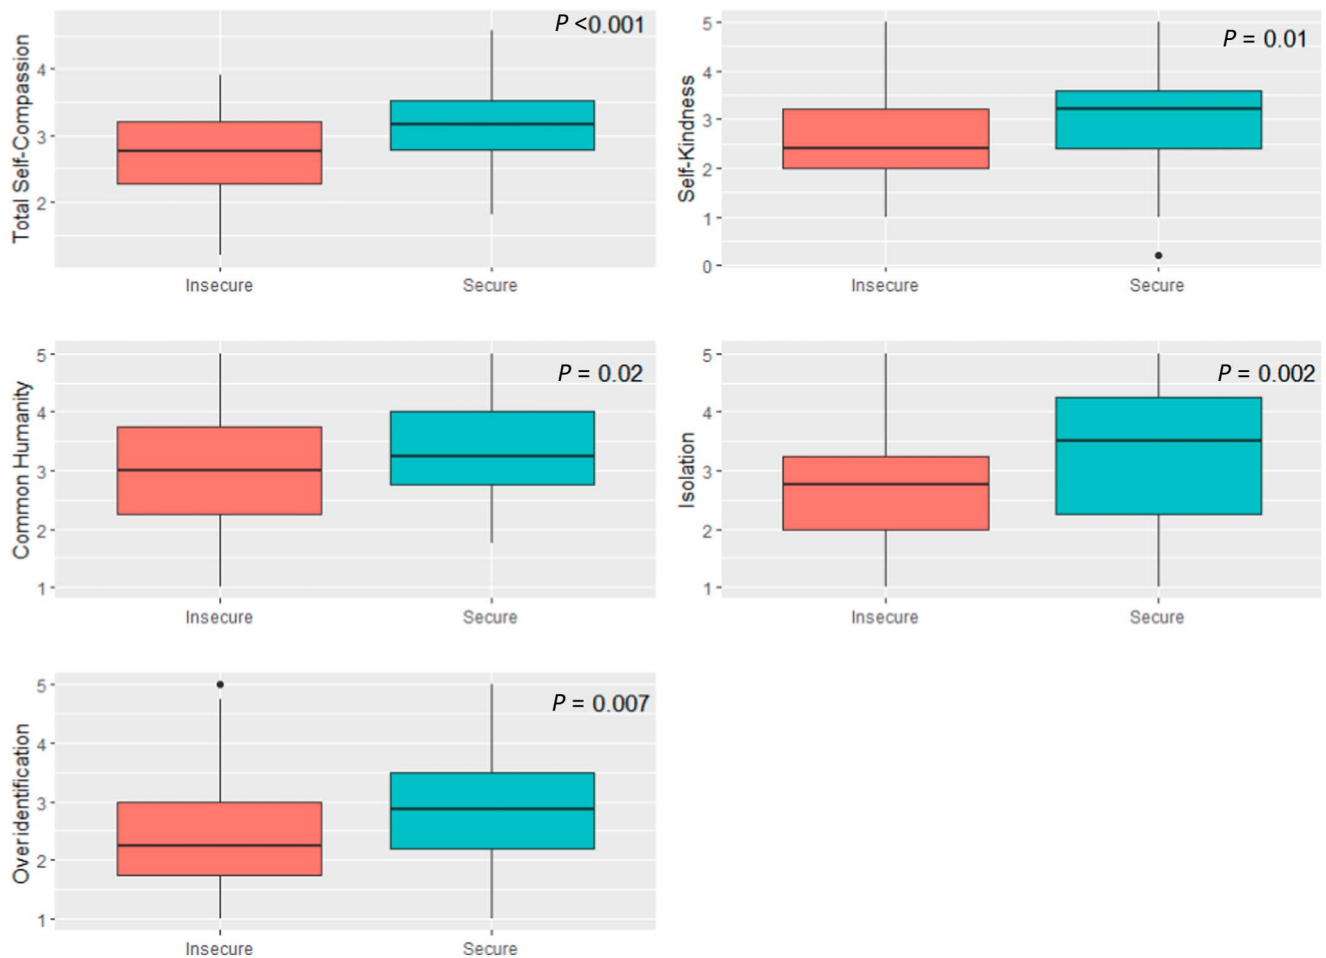 Total Self-Compassion
4
3
2
P <0.001
Insecure
Secure
Self-Kindness
5
4
3
2
1
0
P = 0.01
Insecure
Secure
Common Humanity
5
4
3
2
1
P = 0.02
Insecure
Secure
Isolation
5
4
3
2
1
P = 0.002
Insecure
Secure
Overidentification
5
4
3
2
1
P = 0.007
Insecure
Secure